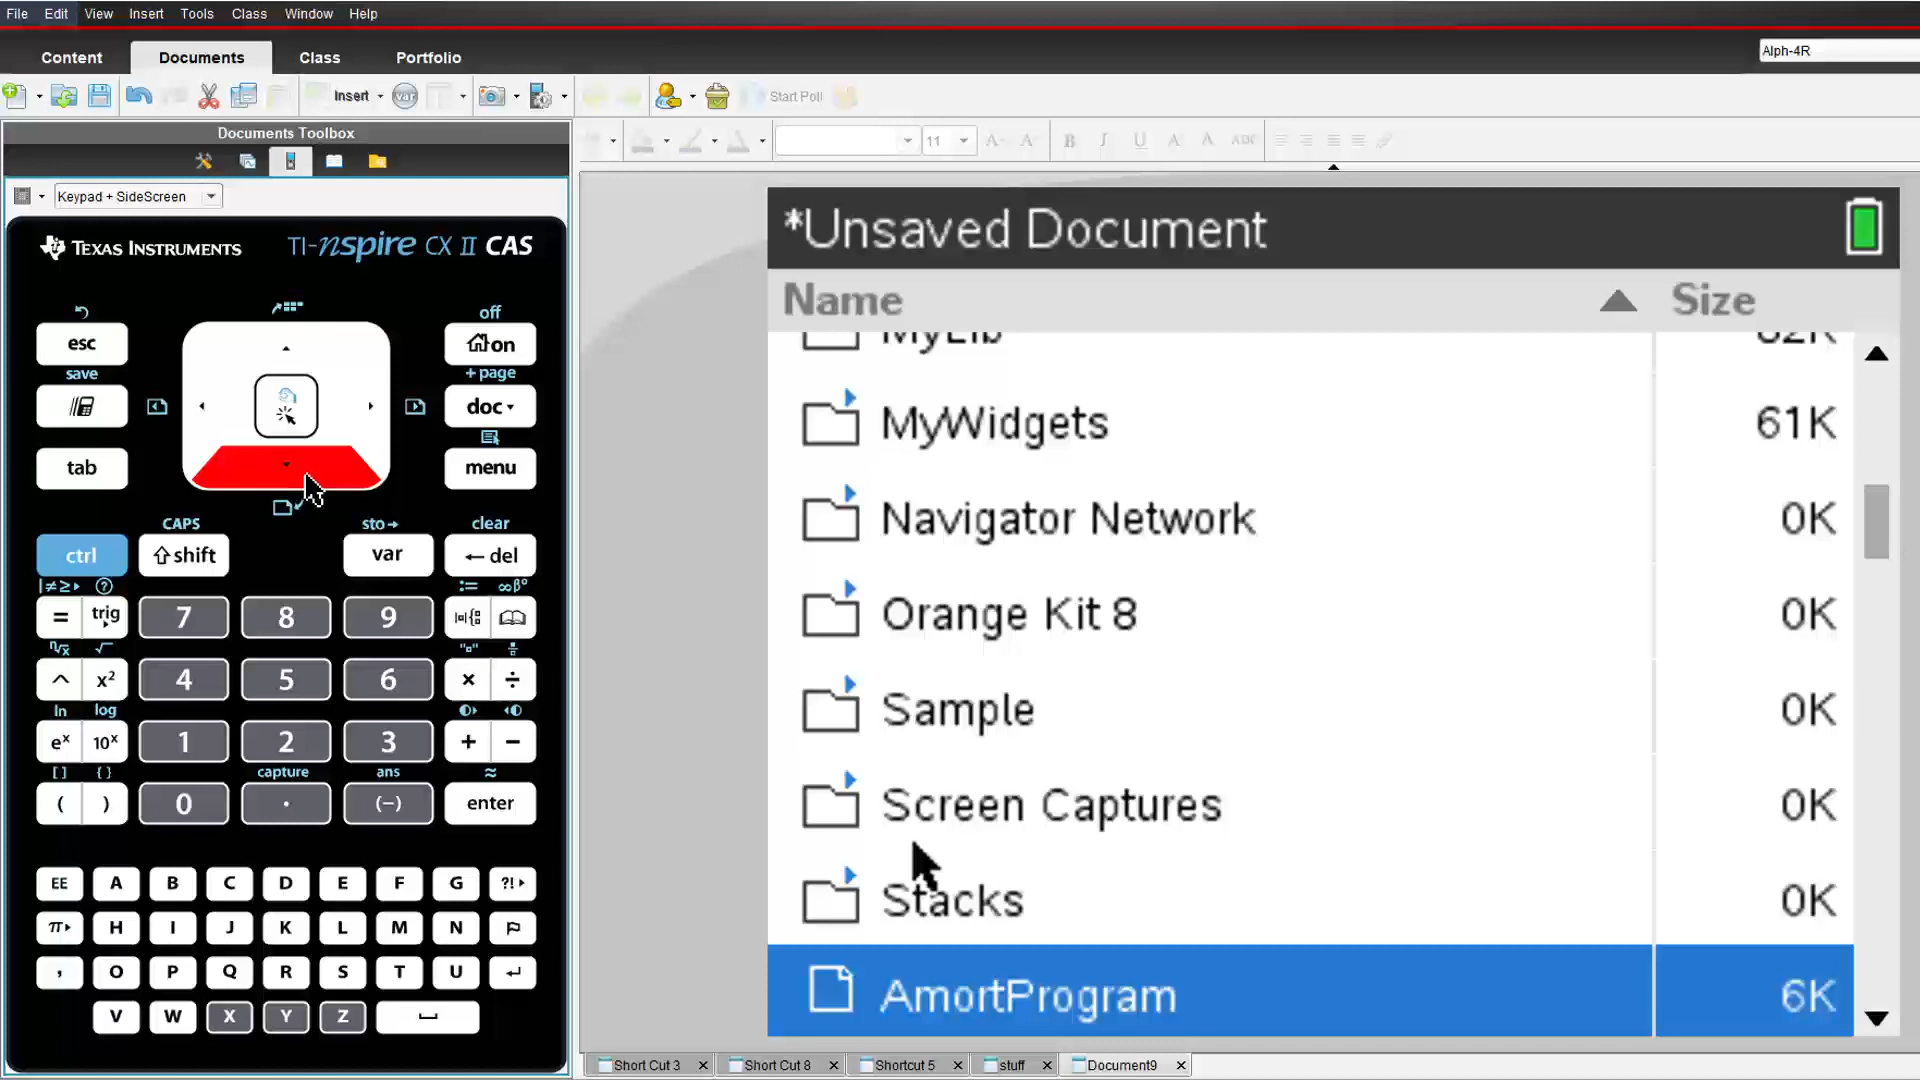 File Edit View Insert Tools Class Window Help
Content Documents Class Portfolio
Alph-4R
Insert var Start Poll
Documents Toolbox
11 A A B I U A A ABC
Keypad + SideScreen
TEXAS INSTRUMENTS TI-nspire CX II CAS
off
esc on
save + page
doc
tab menu
CAPS sto→ clear
ctrl ⇧shift var ← del
|≠≥▸ ? := ∞β°
= trig 7 8 9
ⁿ√x √ "□"
^ x² 4 5 6 × ÷
ln log
eˣ 10ˣ 1 2 3 + −
[ ] { } capture ans ≈
( ) 0 . (−) enter
EE A B C D E F G ?!▸
π▸ H I J K L M N
, O P Q R S T U ↵
V W X Y Z
*Unsaved Document
Name Size
MyLib 82K
MyWidgets 61K
Navigator Network 0K
Orange Kit 8 0K
Sample 0K
Screen Captures 0K
Stacks 0K
AmortProgram 6K
Short Cut 3 Short Cut 8 Shortcut 5 stuff Document9